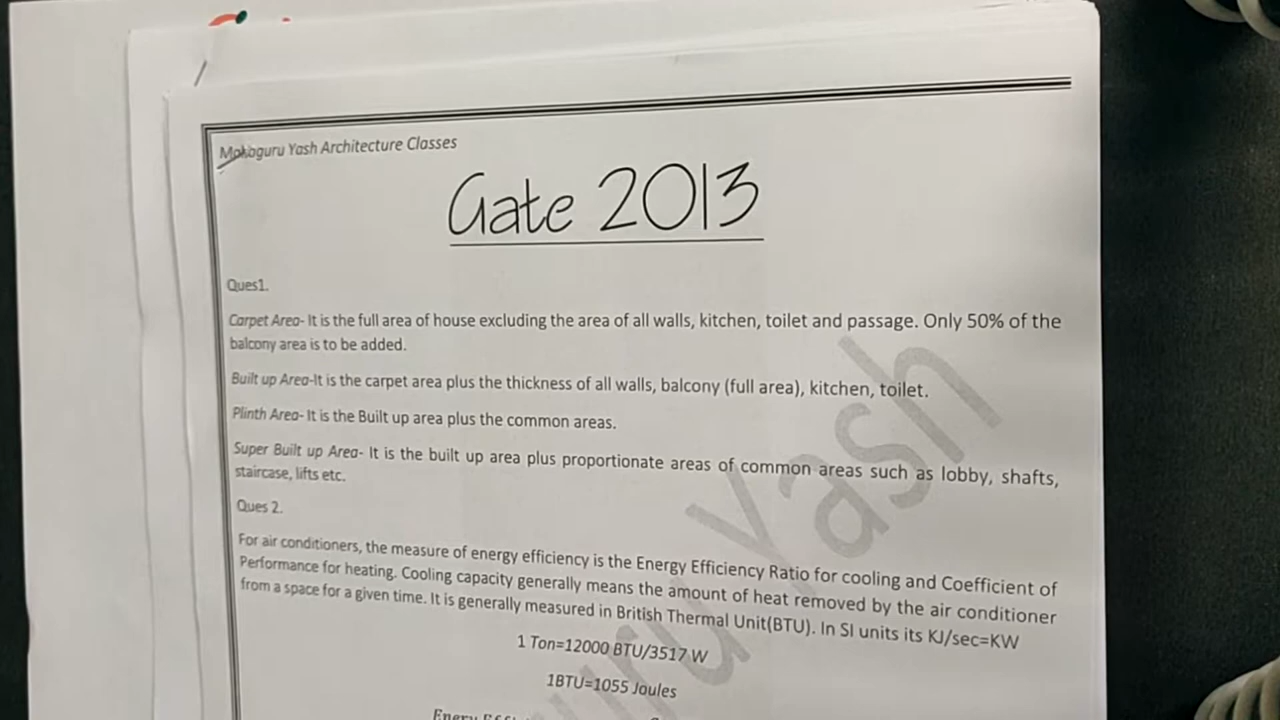 Mahaguru Yash Architecture Classes
Gate 2013
Ques1.
Carpet Area- It is the full area of house excluding the area of all walls, kitchen, toilet and passage. Only 50% of the
balcony area is to be added.
Built up Area-It is the carpet area plus the thickness of all walls, balcony (full area), kitchen, toilet.
Plinth Area- It is the Built up area plus the common areas.
Super Built up Area- It is the built up area plus proportionate areas of common areas such as lobby, shafts,
staircase, lifts etc.
Ques 2.
For air conditioners, the measure of energy efficiency is the Energy Efficiency Ratio for cooling and Coefficient of
Performance for heating. Cooling capacity generally means the amount of heat removed by the air conditioner
from a space for a given time. It is generally measured in British Thermal Unit(BTU). In SI units its KJ/sec=KW
1 Ton=12000 BTU/3517 W
1BTU=1055 Joules
uru Yash